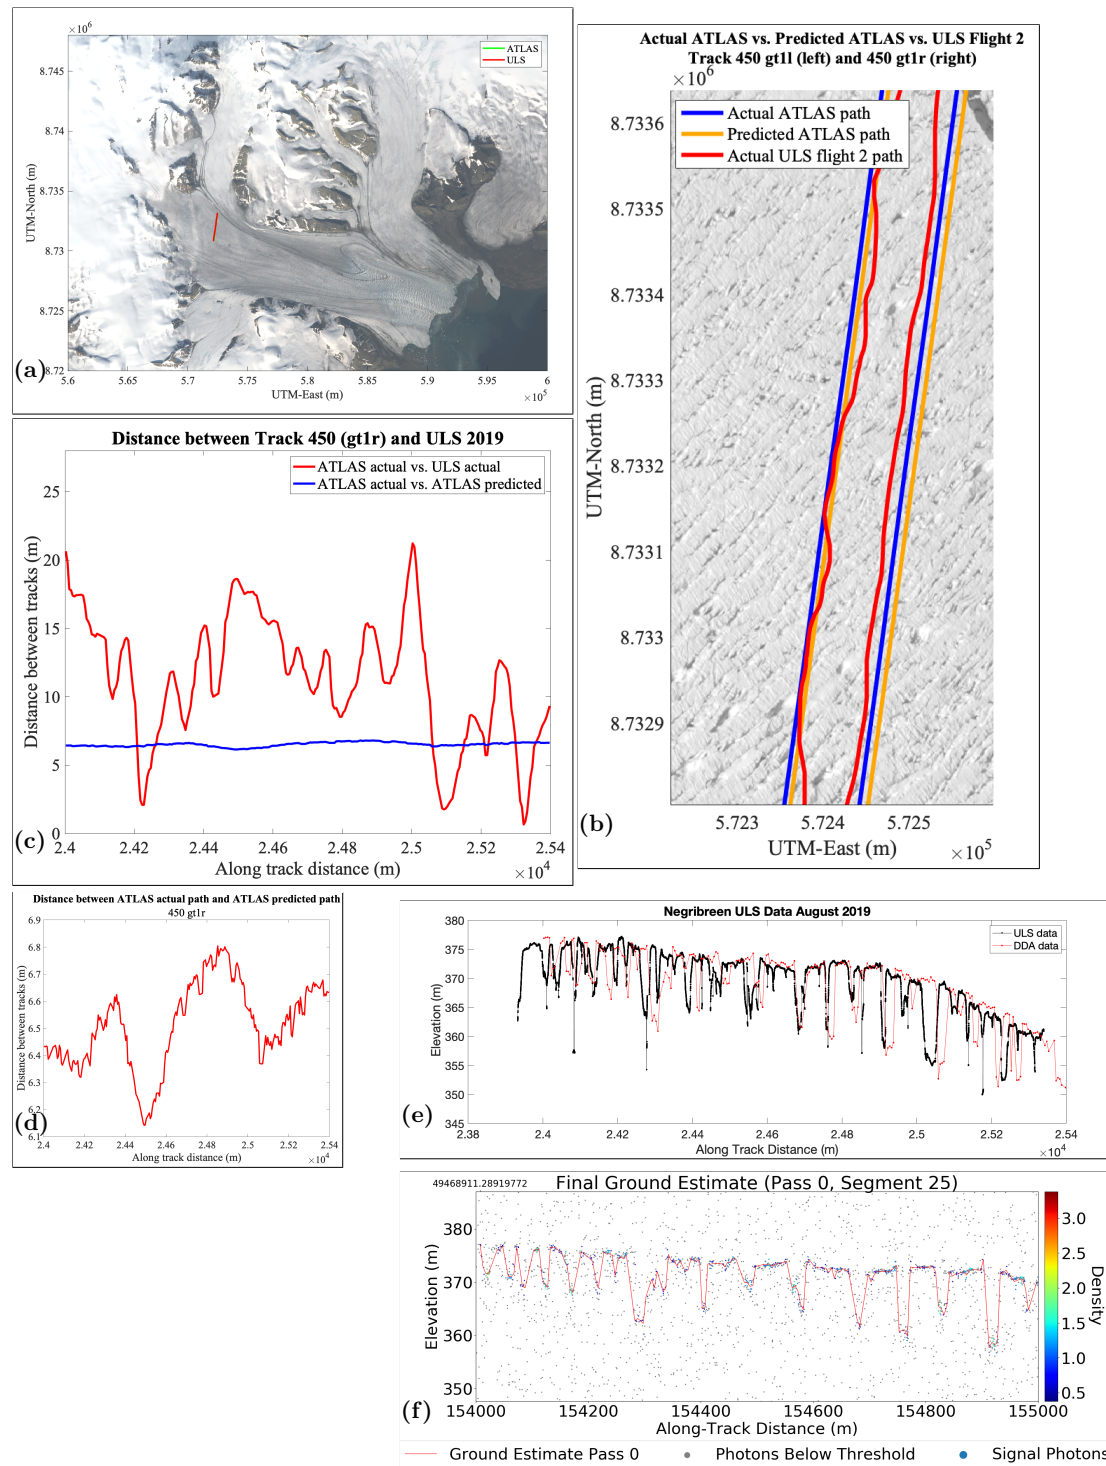 ×10⁶
8.745
8.74
8.735
8.73
8.725
8.72
UTM-North (m)
ATLAS
ULS
5.6
5.65
5.7
5.75
5.8
5.85
5.9
5.95
6
UTM-East (m)
×10⁵
(a)
Actual ATLAS vs. Predicted ATLAS vs. ULS Flight 2
Track 450 gt1l (left) and 450 gt1r (right)
×10⁶
Actual ATLAS path
Predicted ATLAS path
Actual ULS flight 2 path
8.7336
8.7335
8.7334
8.7333
8.7332
8.7331
8.733
8.7329
UTM-North (m)
5.723
5.724
5.725
UTM-East (m)
×10⁵
(b)
Distance between Track 450 (gt1r) and ULS 2019
ATLAS actual vs. ULS actual
ATLAS actual vs. ATLAS predicted
25
20
15
10
5
0
Distance between tracks (m)
2.4
2.42
2.44
2.46
2.48
2.5
2.52
2.54
Along track distance (m)
×10⁴
(c)
Distance between ATLAS actual path and ATLAS predicted path
450 gt1r
6.9
6.8
6.7
6.6
6.5
6.4
6.3
6.2
6.1
Distance between tracks (m)
2.4
2.42
2.44
2.46
2.48
2.5
2.52
2.54
Along track distance (m)
×10⁴
(d)
Negribreen ULS Data August 2019
ULS data
DDA data
380
375
370
365
360
355
350
345
Elevation (m)
2.38
2.4
2.42
2.44
2.46
2.48
2.5
2.52
2.54
Along Track Distance (m)
×10⁴
(e)
49468911.28919772
Final Ground Estimate (Pass 0, Segment 25)
380
370
360
350
Elevation (m)
154000
154200
154400
154600
154800
155000
Along-Track Distance (m)
3.0
2.5
2.0
1.5
1.0
0.5
Density
(f)
Ground Estimate Pass 0
Photons Below Threshold
Signal Photons